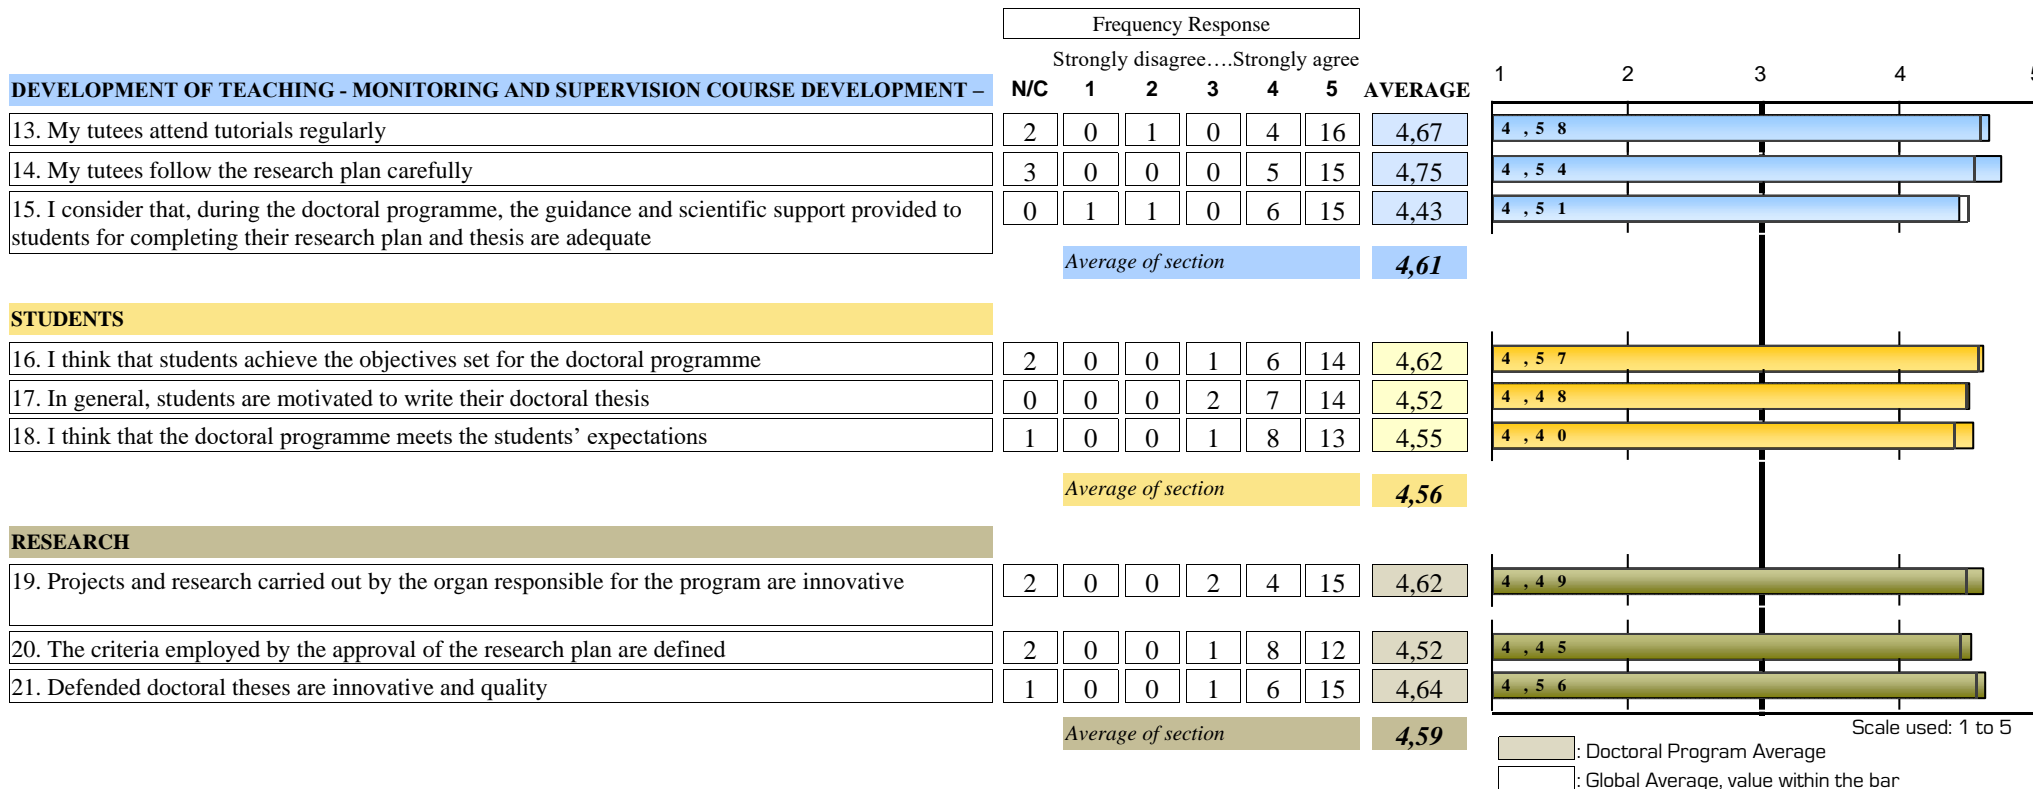 Frequency Response
Strongly disagree….Strongly agree
DEVELOPMENT OF TEACHING - MONITORING AND SUPERVISION COURSE DEVELOPMENT – N/C 1 2 3 4 5 AVERAGE 1 2 3 4 5
13. My tutees attend tutorials regularly 2 0 1 0 4 16 4,67 4,58
14. My tutees follow the research plan carefully 3 0 0 0 5 15 4,75 4,54
15. I consider that, during the doctoral programme, the guidance and scientific support provided to 0 1 1 0 6 15 4,43 4,51
students for completing their research plan and thesis are adequate
Average of section 4,61
STUDENTS
16. I think that students achieve the objectives set for the doctoral programme 2 0 0 1 6 14 4,62 4,57
17. In general, students are motivated to write their doctoral thesis 0 0 0 2 7 14 4,52 4,48
18. I think that the doctoral programme meets the students’ expectations 1 0 0 1 8 13 4,55 4,40
Average of section 4,56
RESEARCH
19. Projects and research carried out by the organ responsible for the program are innovative 2 0 0 2 4 15 4,62 4,49
20. The criteria employed by the approval of the research plan are defined 2 0 0 1 8 12 4,52 4,45
21. Defended doctoral theses are innovative and quality 1 0 0 1 6 15 4,64 4,56
Average of section 4,59
Scale used: 1 to 5
: Doctoral Program Average
: Global Average, value within the bar